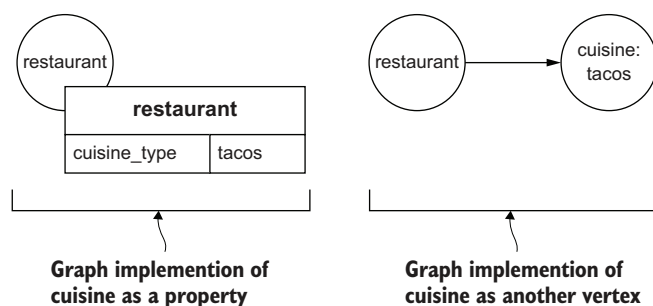 restaurant
restaurant
cuisine_type tacos
Graph implemention of
cuisine as a property
restaurant
cuisine:
tacos
Graph implemention of
cuisine as another vertex